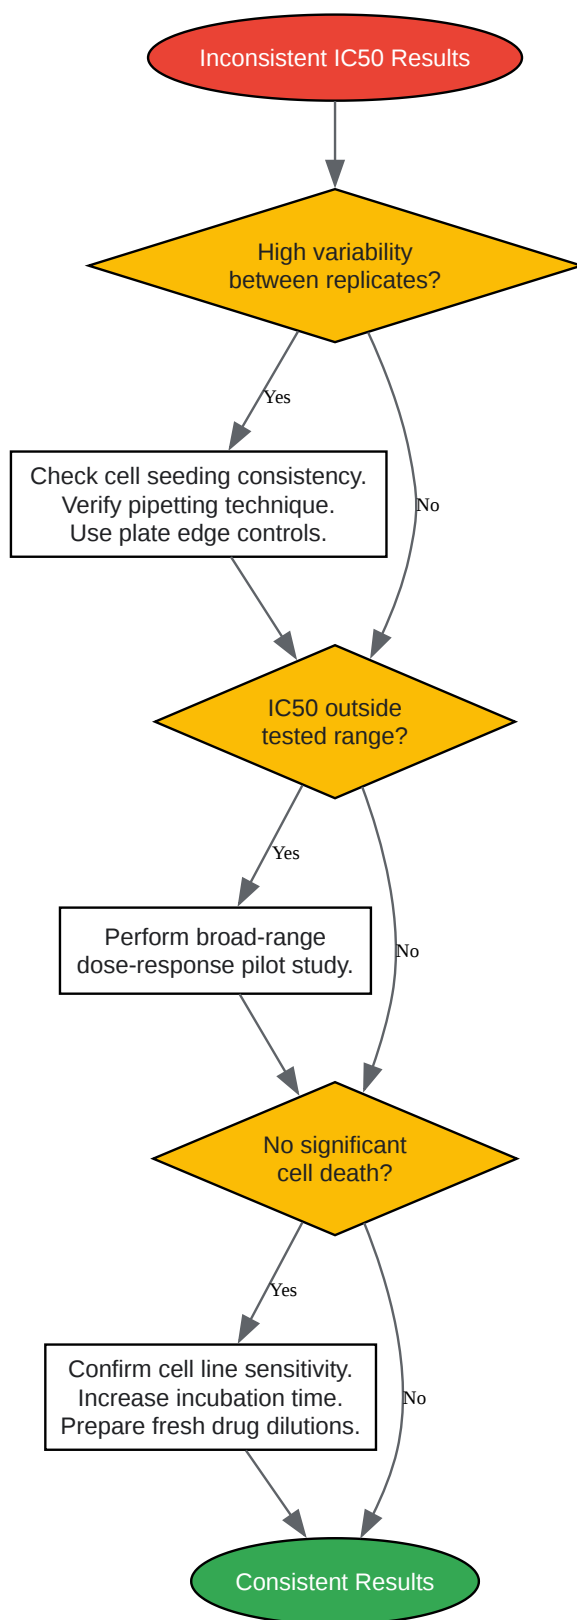 Inconsistent IC50 Results
High variability
between replicates?
Yes
No
Check cell seeding consistency.
Verify pipetting technique.
Use plate edge controls.
IC50 outside
tested range?
Yes
No
Perform broad-range
dose-response pilot study.
No significant
cell death?
Yes
No
Confirm cell line sensitivity.
Increase incubation time.
Prepare fresh drug dilutions.
Consistent Results